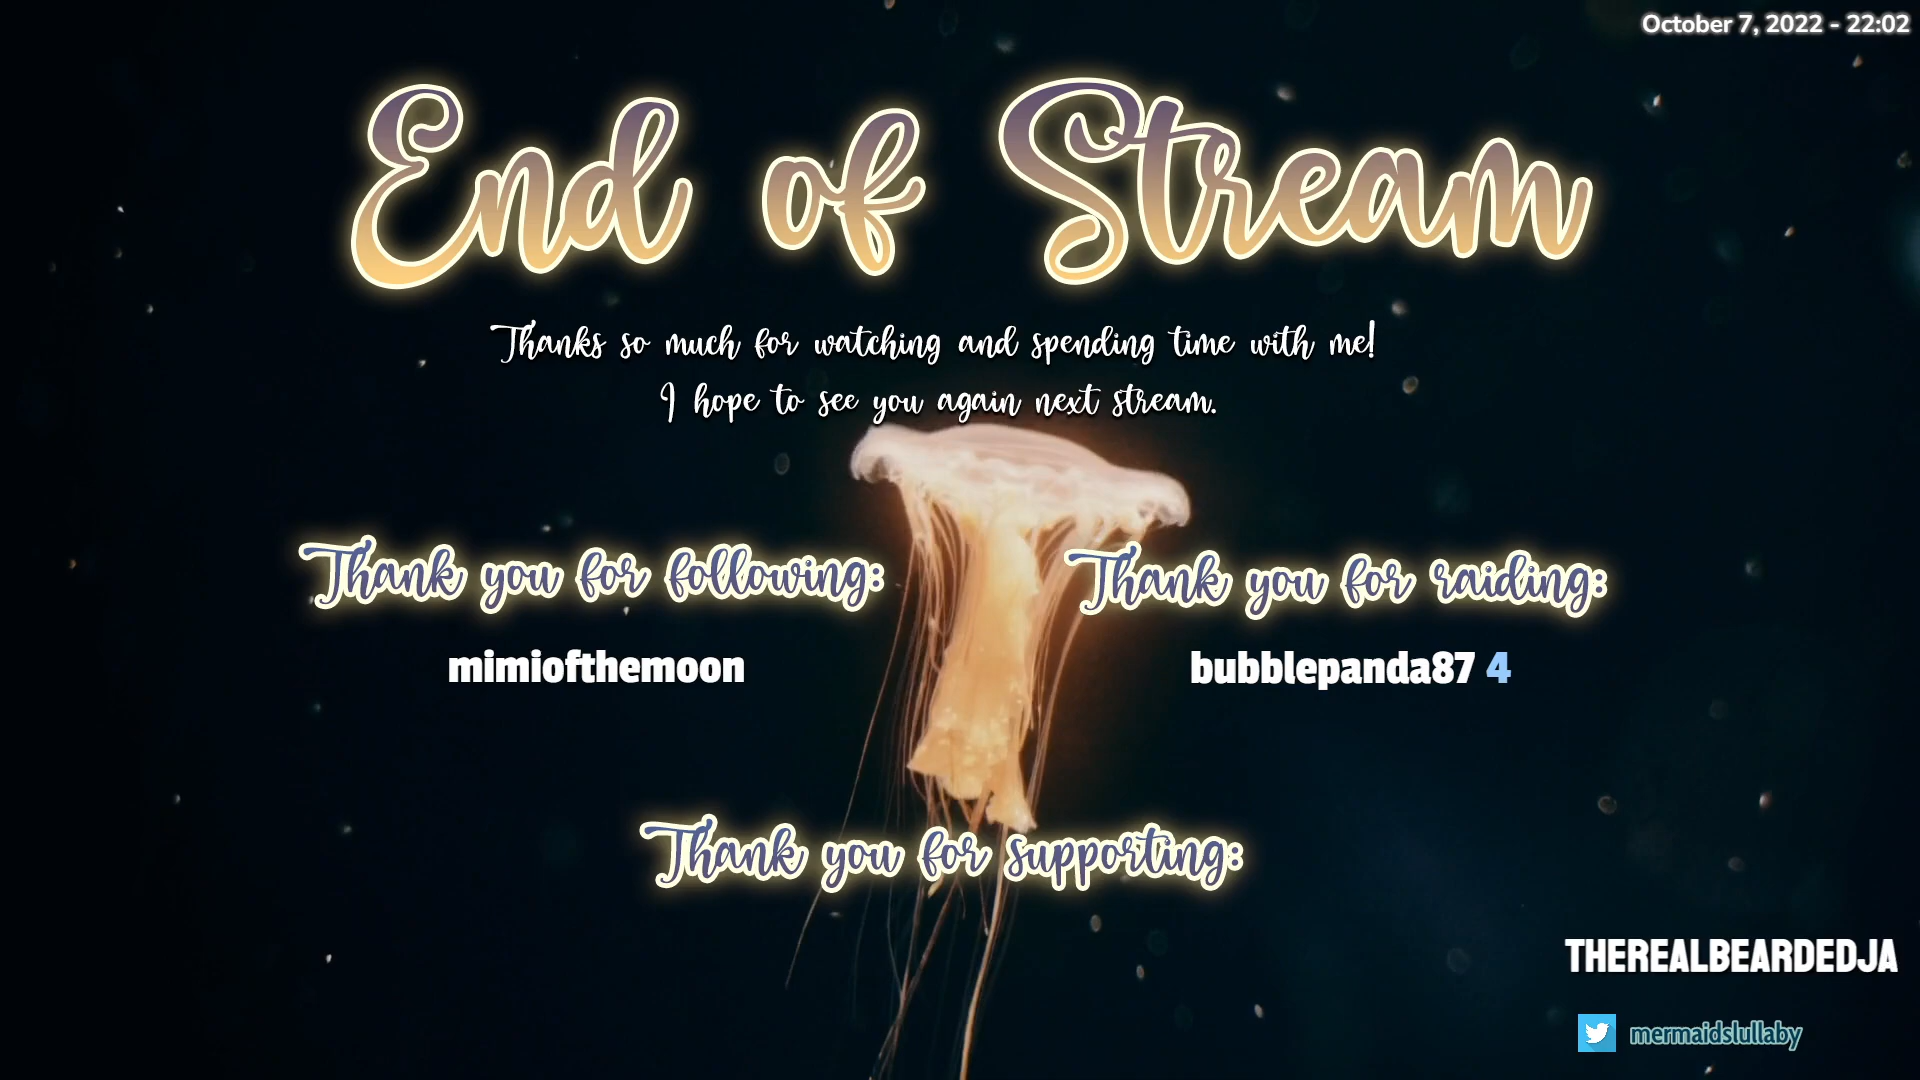 October 7, 2022 - 22:02
End of Stream
Thanks so much for watching and spending time with me!
I hope to see you again next stream.
Thank you for following:
mimiofthemoon
Thank you for raiding:
bubblepanda87 4
Thank you for supporting:
THEREALBEARDEDJA
mermaidslullaby